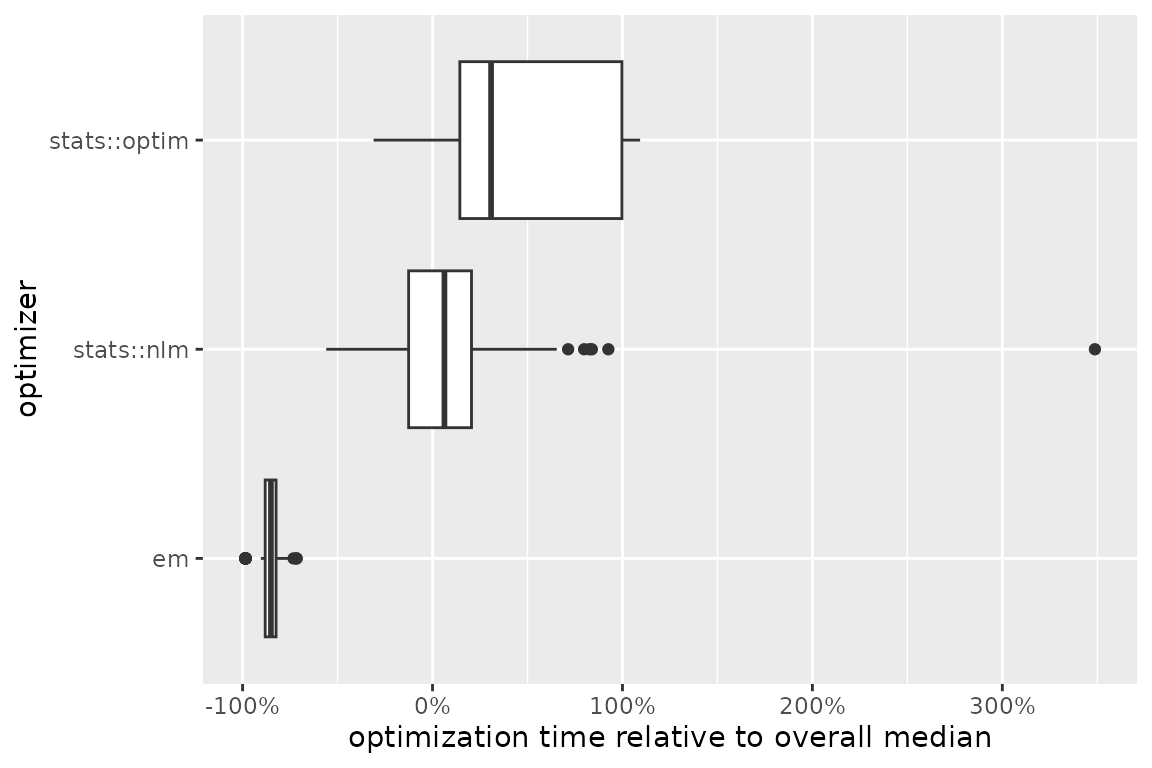 stats::optim
stats::nlm
em
optimizer
-100% 0% 100% 200% 300%
optimization time relative to overall median